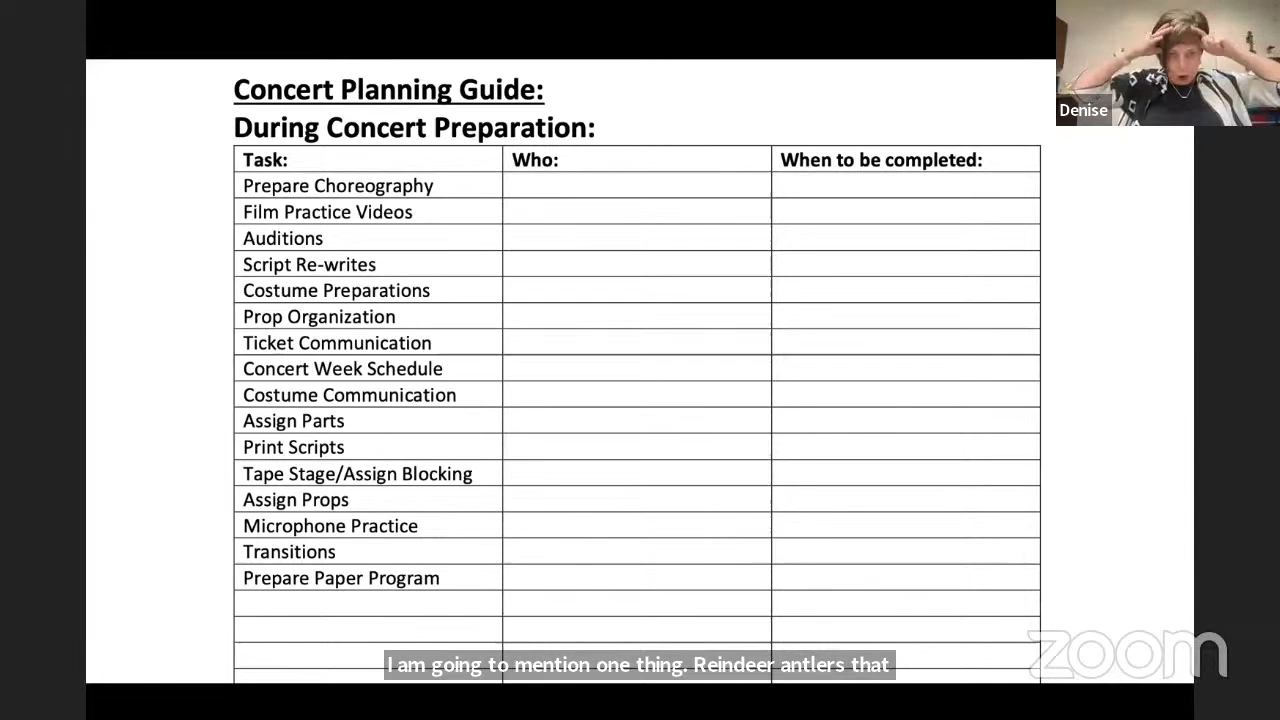 Concert Planning Guide:
During Concert Preparation:
Task: Who: When to be completed:
Prepare Choreography
Film Practice Videos
Auditions
Script Re-writes
Costume Preparations
Prop Organization
Ticket Communication
Concert Week Schedule
Costume Communication
Assign Parts
Print Scripts
Tape Stage/Assign Blocking
Assign Props
Microphone Practice
Transitions
Prepare Paper Program
Denise
I am going to mention one thing. Reindeer antlers that
zoom